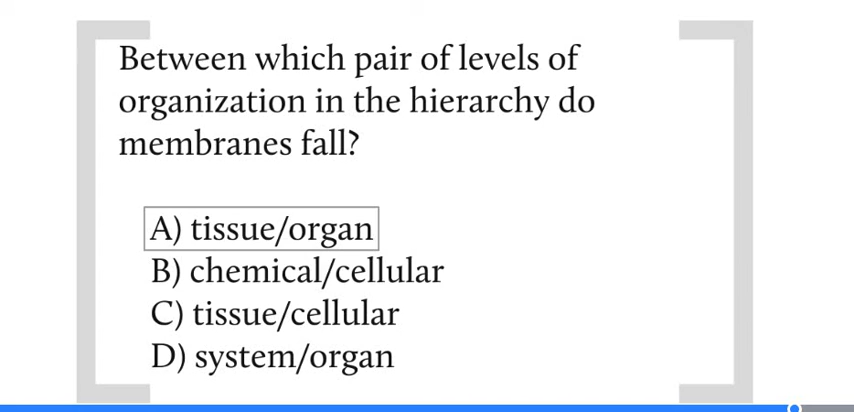 Between which pair of levels of
organization in the hierarchy do
membranes fall?
A) tissue/organ
B) chemical/cellular
C) tissue/cellular
D) system/organ